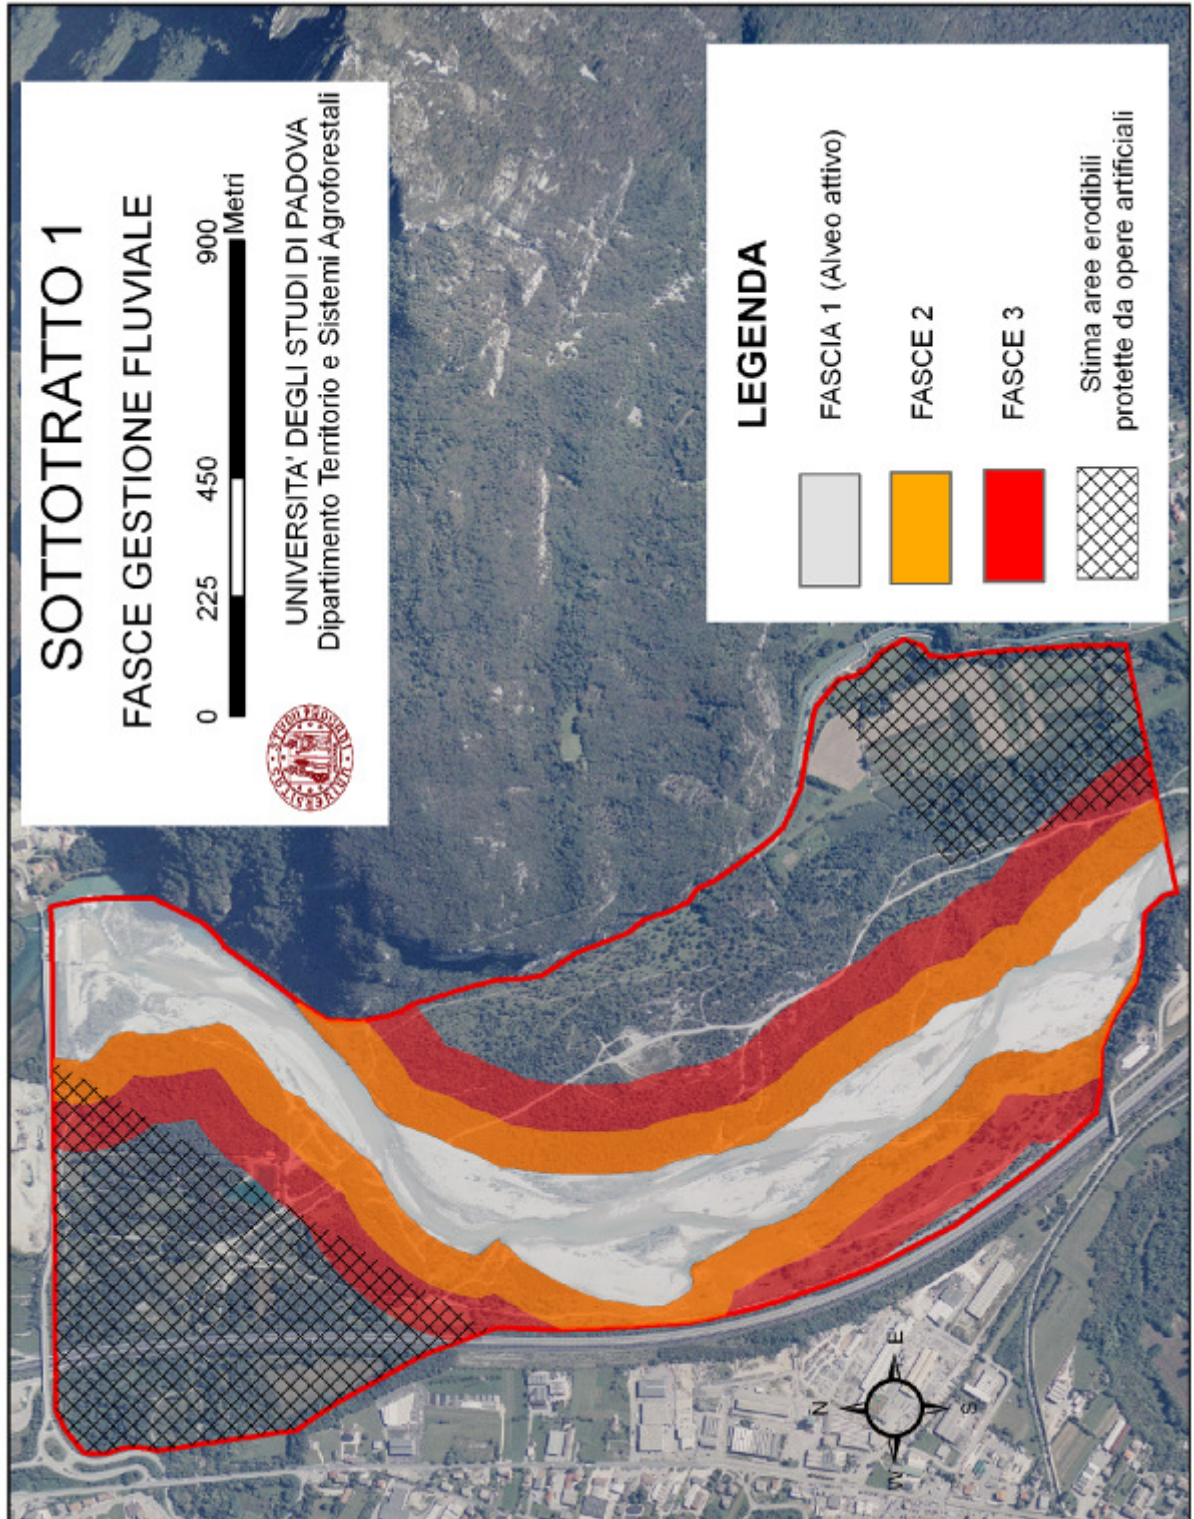 SOTTOTRATTO 1
FASCE GESTIONE FLUVIALE
0 225 450 900
Metri
UNIVERSITA' DEGLI STUDI DI PADOVA
Dipartimento Territorio e Sistemi Agroforestali
LEGENDA
FASCIA 1 (Alveo attivo)
FASCE 2
FASCE 3
Stima aree erodibili
protette da opere artificiali
N
W E
S